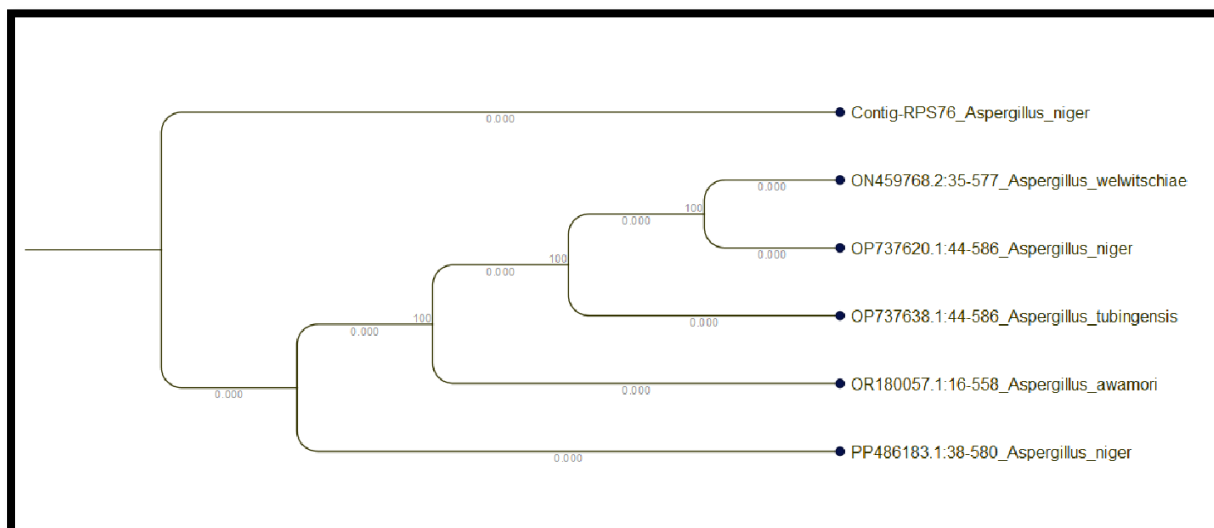 Contig-RPS76_Aspergillus_niger
0.000
0.000
ON459768.2:35-577_Aspergillus_welwitschiae
100
0.000
OP737620.1:44-586_Aspergillus_niger
0.000
100
0.000
OP737638.1:44-586_Aspergillus_tubingensis
0.000
100
0.000
OR180057.1:16-558_Aspergillus_awamori
0.000
0.000
PP486183.1:38-580_Aspergillus_niger
0.000